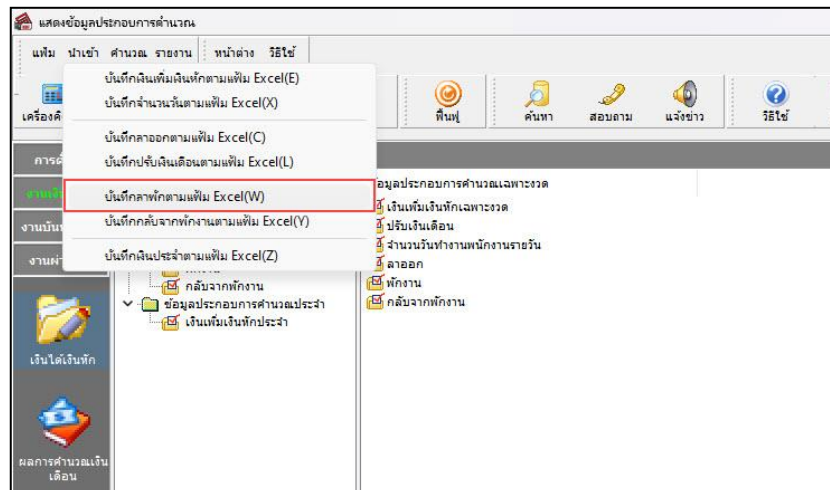 แสดงข้อมูลประกอบการคำนวณ
แฟ้ม นำเข้า คำนวณ รายงาน หน้าต่าง วิธีใช้
บันทึกเงินเพิ่มเงินหักตามแฟ้ม Excel(E)
บันทึกจำนวนวันตามแฟ้ม Excel(X)
บันทึกลาออกตามแฟ้ม Excel(C)
บันทึกปรับเงินเดือนตามแฟ้ม Excel(L)
บันทึกลาพักตามแฟ้ม Excel(W)
บันทึกกลับจากพักงานตามแฟ้ม Excel(Y)
บันทึกเงินประจำตามแฟ้ม Excel(Z)
ฟื้นฟู ค้นหา สอบถาม แจ้งข่าว วิธีใช้
ข้อมูลประกอบการคำนวณเฉพาะงวด
เงินเพิ่มเงินหักเฉพาะงวด
ปรับเงินเดือน
จำนวนวันทำงานพนักงานรายวัน
ลาออก
พักงาน
กลับจากพักงาน
กลับจากพักงาน
ข้อมูลประกอบการคำนวณประจำ
เงินเพิ่มเงินหักประจำ
เงินได้เงินหัก
ผลการคำนวณเงิน
เดือน